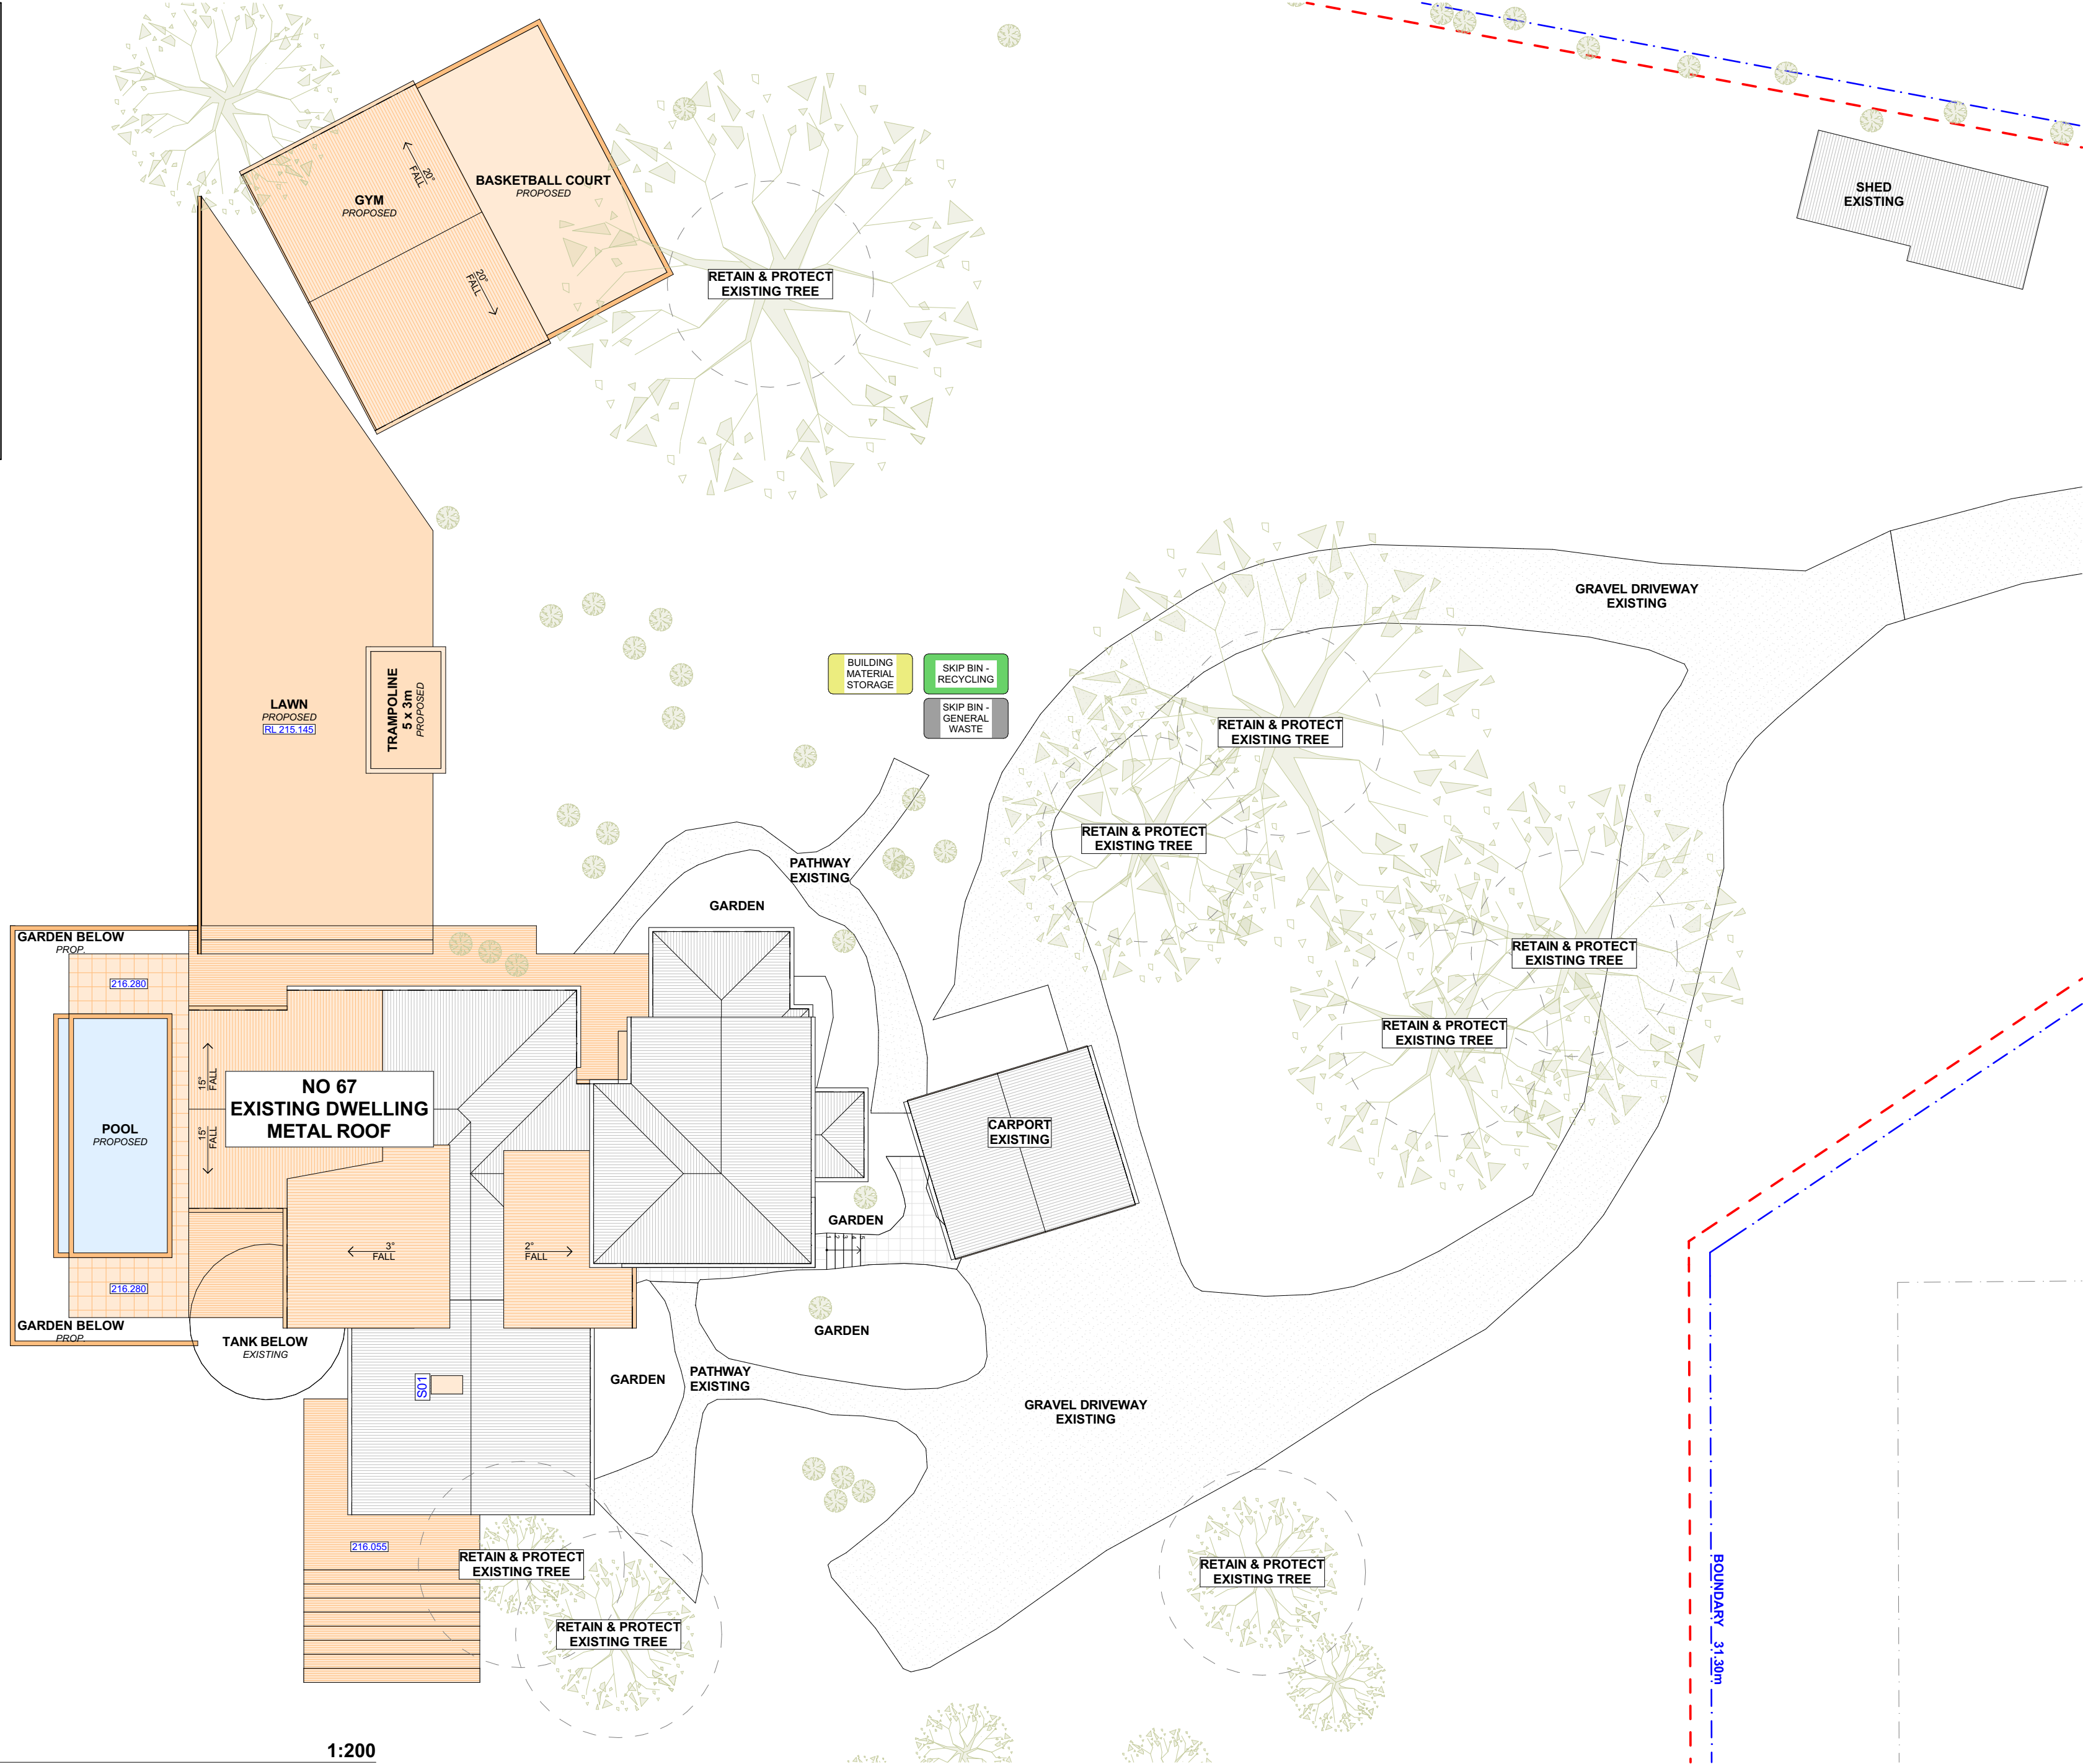 BASKETBALL COURT
PROPOSED
GYM
PROPOSED
20°
FALL
20°
FALL
SHED
EXISTING
RETAIN & PROTECT
EXISTING TREE
GRAVEL DRIVEWAY
EXISTING
LAWN
PROPOSED
RL 215.145
TRAMPOLINE
5 x 3m
PROPOSED
BUILDING
MATERIAL
STORAGE
SKIP BIN -
RECYCLING
SKIP BIN -
GENERAL
WASTE
RETAIN & PROTECT
EXISTING TREE
RETAIN & PROTECT
EXISTING TREE
PATHWAY
EXISTING
GARDEN
GARDEN BELOW
PROP.
216.280
RETAIN & PROTECT
EXISTING TREE
RETAIN & PROTECT
EXISTING TREE
15°
FALL
15°
FALL
NO 67
EXISTING DWELLING
METAL ROOF
POOL
PROPOSED
CARPORT
EXISTING
GARDEN
1
2
3
4
5
3°
FALL
2°
FALL
216.280
GARDEN BELOW
PROP.
TANK BELOW
EXISTING
GARDEN
S01
GARDEN
PATHWAY
EXISTING
GRAVEL DRIVEWAY
EXISTING
216.055
RETAIN & PROTECT
EXISTING TREE
RETAIN & PROTECT
EXISTING TREE
RETAIN & PROTECT
EXISTING TREE
BOUNDARY 31.30m
1:200